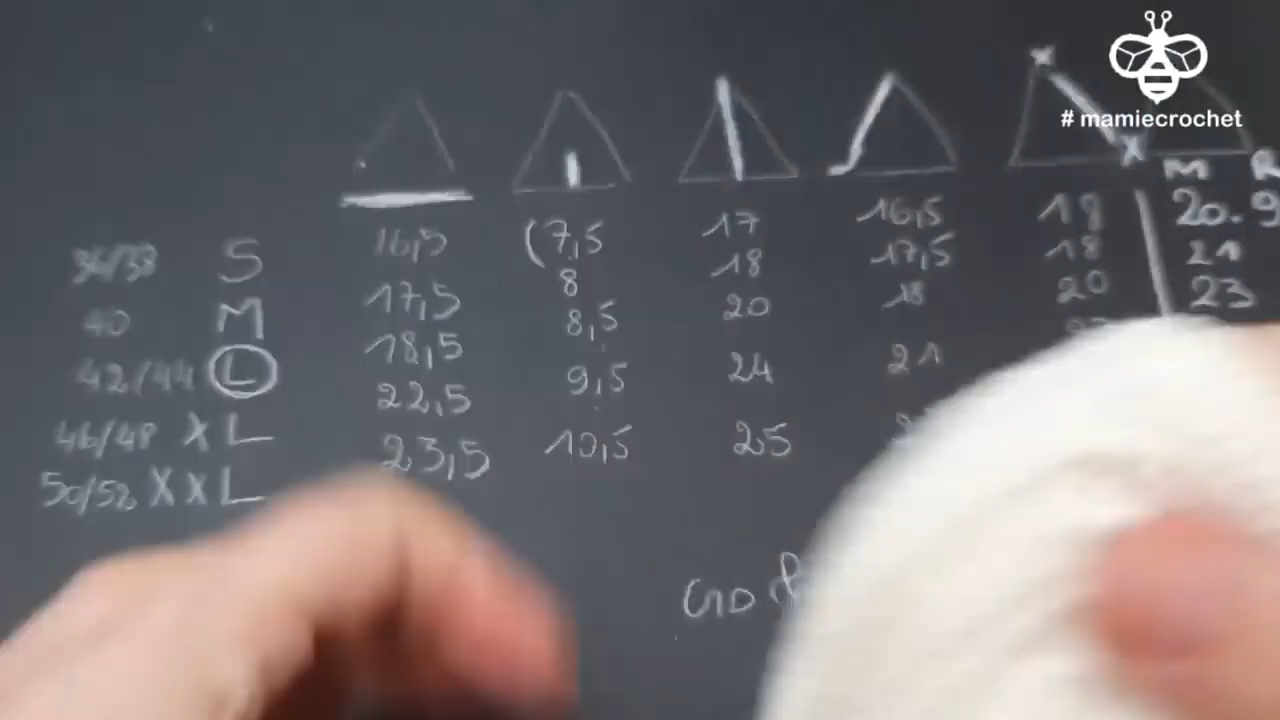 # mamiecrochet
M R
36/38 S 16,5 (7,5 17 16,5 18 20. 9
40 M 17,5 8 18 17,5 18 21
42/44 L 18,5 8,5 20 18 20 23
46/48 XL 22,5 9,5 24 21
50/52 XXL 23,5 10,5 25